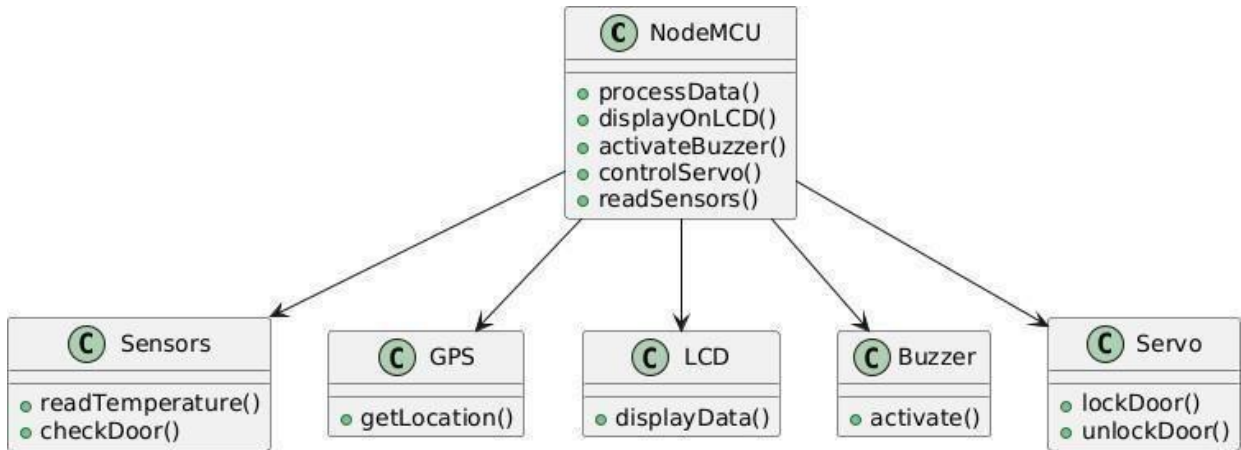 C NodeMCU
processData()
displayOnLCD()
activateBuzzer()
controlServo()
readSensors()
C Sensors
readTemperature()
checkDoor()
C GPS
getLocation()
C LCD
displayData()
C Buzzer
activate()
C Servo
lockDoor()
unlockDoor()